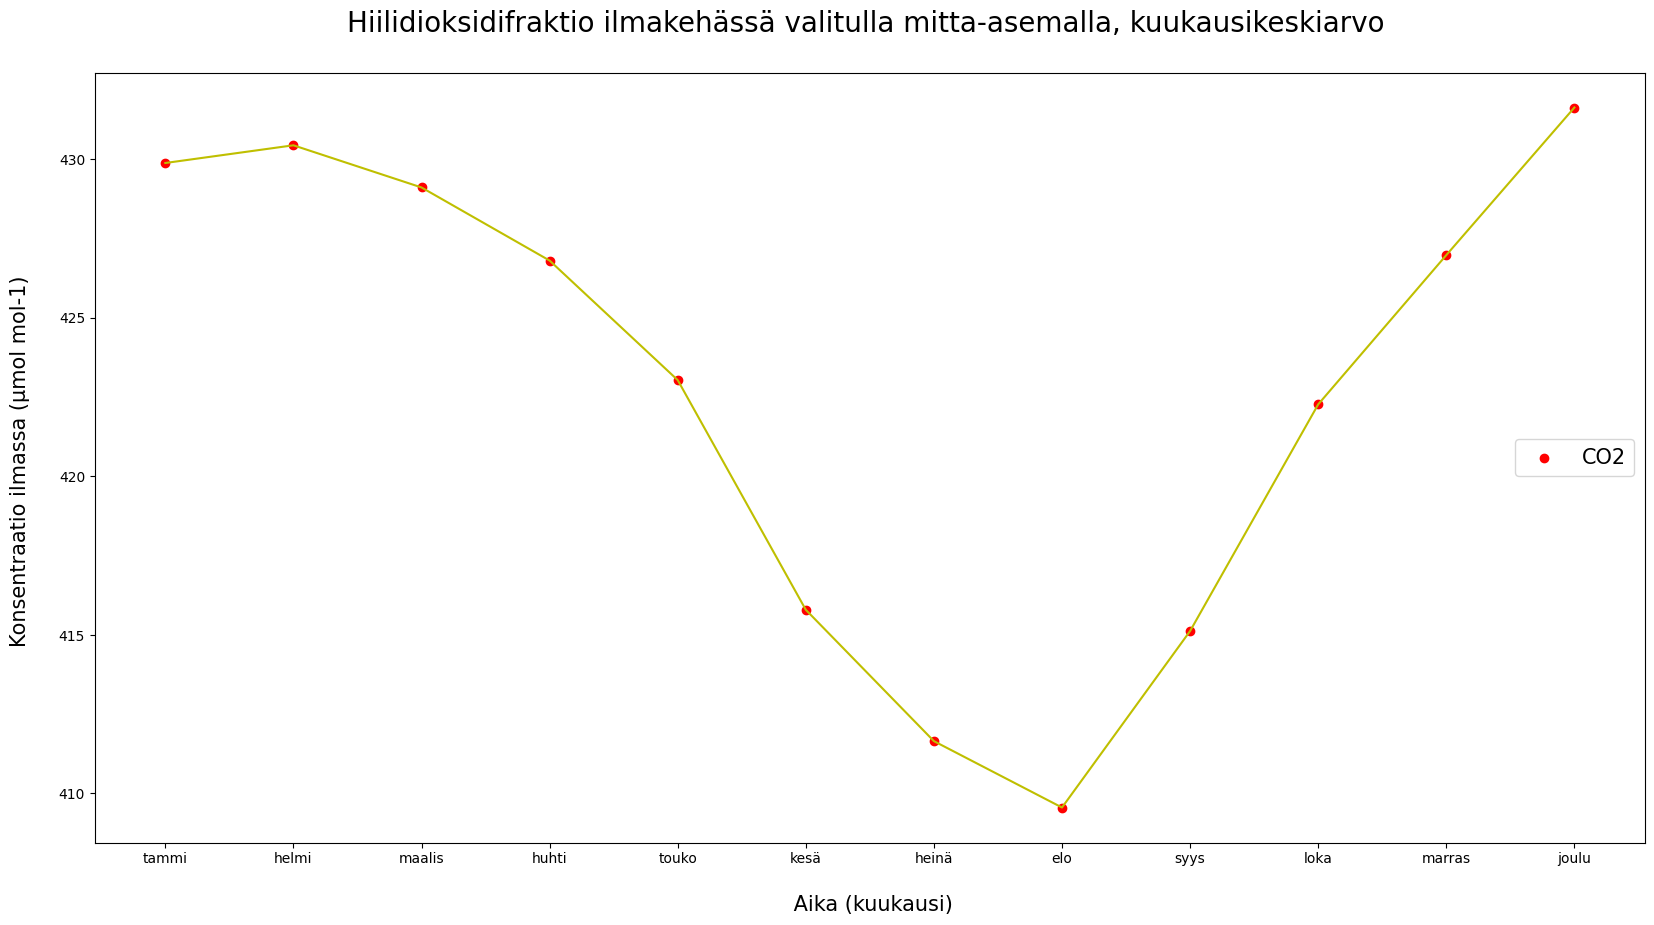 Hiilidioksidifraktio ilmakehässä valitulla mitta-asemalla, kuukausikeskiarvo
Konsentraatio ilmassa (µmol mol-1)
430
425
420
415
410
CO2
tammi helmi maalis huhti touko kesä heinä elo syys loka marras joulu
Aika (kuukausi)